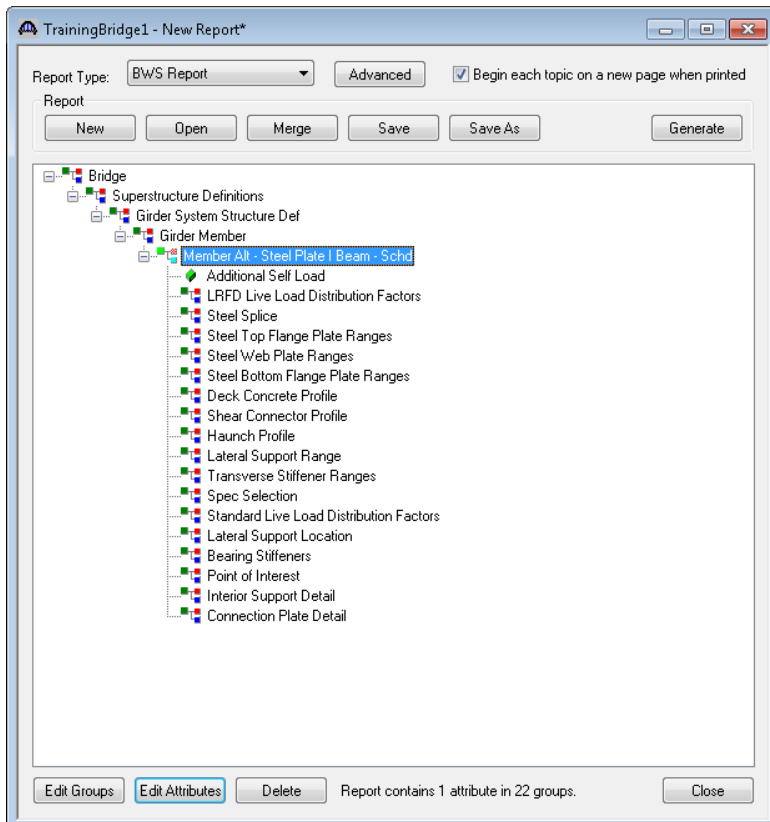 TrainingBridge1 - New Report*
Report Type: BWS Report Advanced Begin each topic on a new page when printed
Report
New Open Merge Save Save As Generate
Bridge
Superstructure Definitions
Girder System Structure Def
Girder Member
Member Alt - Steel Plate I Beam - Schd
Additional Self Load
LRFD Live Load Distribution Factors
Steel Splice
Steel Top Flange Plate Ranges
Steel Web Plate Ranges
Steel Bottom Flange Plate Ranges
Deck Concrete Profile
Shear Connector Profile
Haunch Profile
Lateral Support Range
Transverse Stiffener Ranges
Spec Selection
Standard Live Load Distribution Factors
Lateral Support Location
Bearing Stiffeners
Point of Interest
Interior Support Detail
Connection Plate Detail
Edit Groups Edit Attributes Delete Report contains 1 attribute in 22 groups. Close